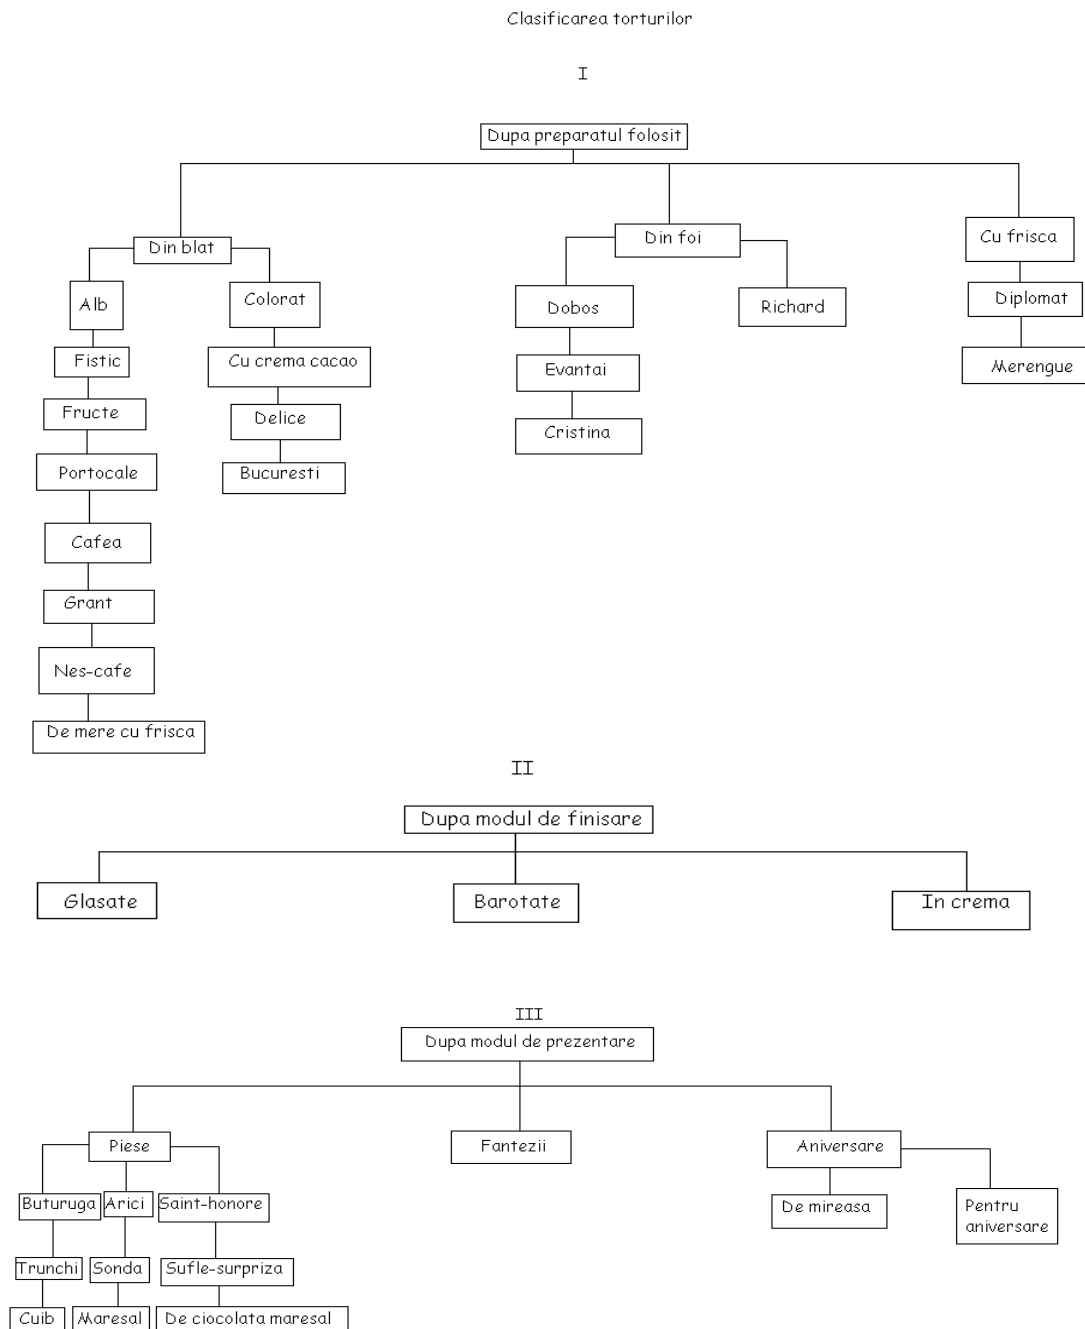 Clasificarea torturilor
I
Dupa preparatul folosit
Din blat
Din foi
Cu frisca
Alb
Colorat
Dobos
Richard
Diplomat
Fistic
Cu crema cacao
Evantai
Merengue
Fructe
Delice
Cristina
Portocale
Bucuresti
Cafea
Grant
Nes-cafe
De mere cu frisca
II
Dupa modul de finisare
Glasate
Barotate
In crema
III
Dupa modul de prezentare
Piese
Fantezii
Aniversare
Buturuga
Arici
Saint-honore
De mireasa
Pentru
aniversare
Trunchi
Sonda
Sufle-surpriza
Cuib
Maresal
De ciocolata maresal